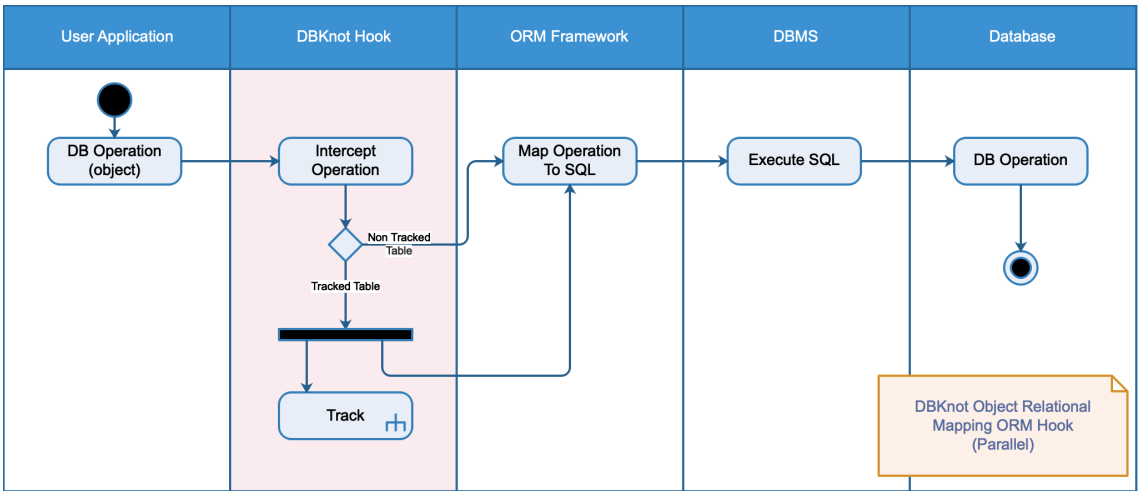 User Application
DBKnot Hook
ORM Framework
DBMS
Database
DB Operation
(object)
Intercept
Operation
Map Operation
To SQL
Execute SQL
DB Operation
Non Tracked
Table
Tracked Table
Track
DBKnot Object Relational
Mapping ORM Hook
(Parallel)